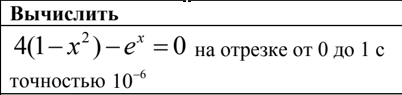 Вычислить
4(1−x²)−eˣ=0 на отрезке от 0 до 1 с
точностью 10⁻⁶